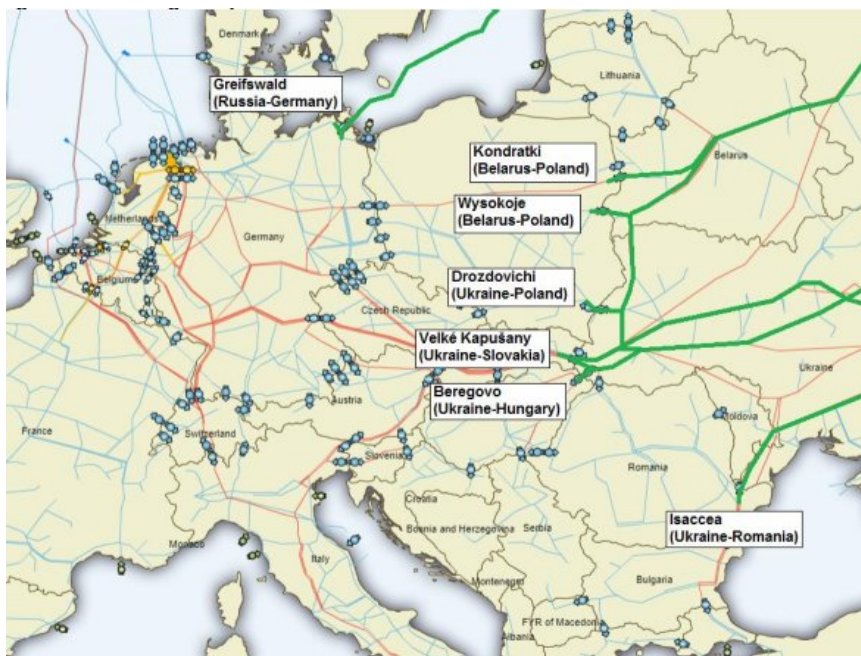 Denmark
Lithuania
Greifswald
(Russia-Germany)
Kondratki
(Belarus-Poland)
Belarus
Wysokoje
(Belarus-Poland)
Netherlands
Germany
Belgium
Drozdovichi
(Ukraine-Poland)
Czech Republic
Velké Kapušany
(Ukraine-Slovakia)
Ukraine
Beregovo
(Ukraine-Hungary)
Austria
Moldova
France
Switzerland
Slovenia
Romania
Croatia
Bosnia and Herzegovina
Serbia
Isaccea
(Ukraine-Romania)
Monaco
Italy
Montenegro
Bulgaria
FYR of Macedonia
Albania